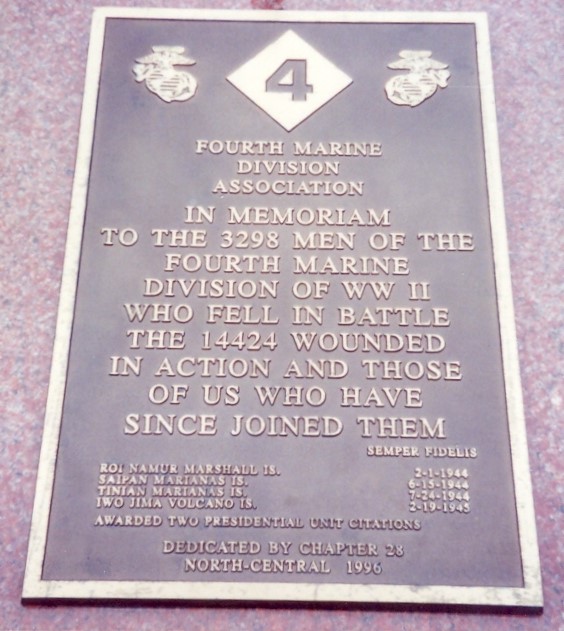 4
FOURTH MARINE
DIVISION
ASSOCIATION
IN MEMORIAM
TO THE 3298 MEN OF THE
FOURTH MARINE
DIVISION OF WW II
WHO FELL IN BATTLE
THE 14424 WOUNDED
IN ACTION AND THOSE
OF US WHO HAVE
SINCE JOINED THEM
SEMPER FIDELIS
ROI NAMUR MARSHALL IS. 2-1-1944
SAIPAN MARIANAS IS. 6-15-1944
TINIAN MARIANAS IS. 7-24-1944
IWO JIMA VOLCANO IS. 2-19-1945
AWARDED TWO PRESIDENTIAL UNIT CITATIONS
DEDICATED BY CHAPTER 28
NORTH-CENTRAL 1996